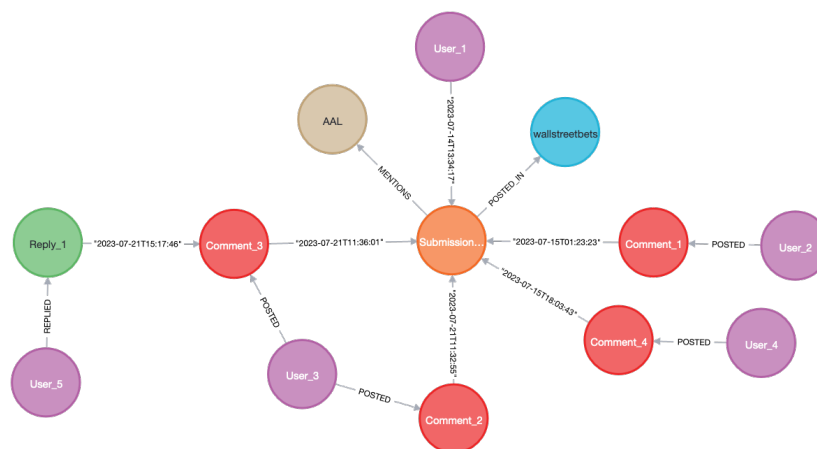 User_1
AAL
"2023-07-14T13:34:17"
wallstreetbets
MENTIONS
POSTED_IN
Reply_1
"2023-07-21T15:17:46"
Comment_3
"2023-07-21T11:36:01"
Submission...
"2023-07-15T01:23:23"
Comment_1
POSTED
User_2
"2023-07-15T18:03:43"
REPLIED
POSTED
"2023-07-21T11:32:55"
Comment_4
POSTED
User_4
User_5
User_3
POSTED
Comment_2